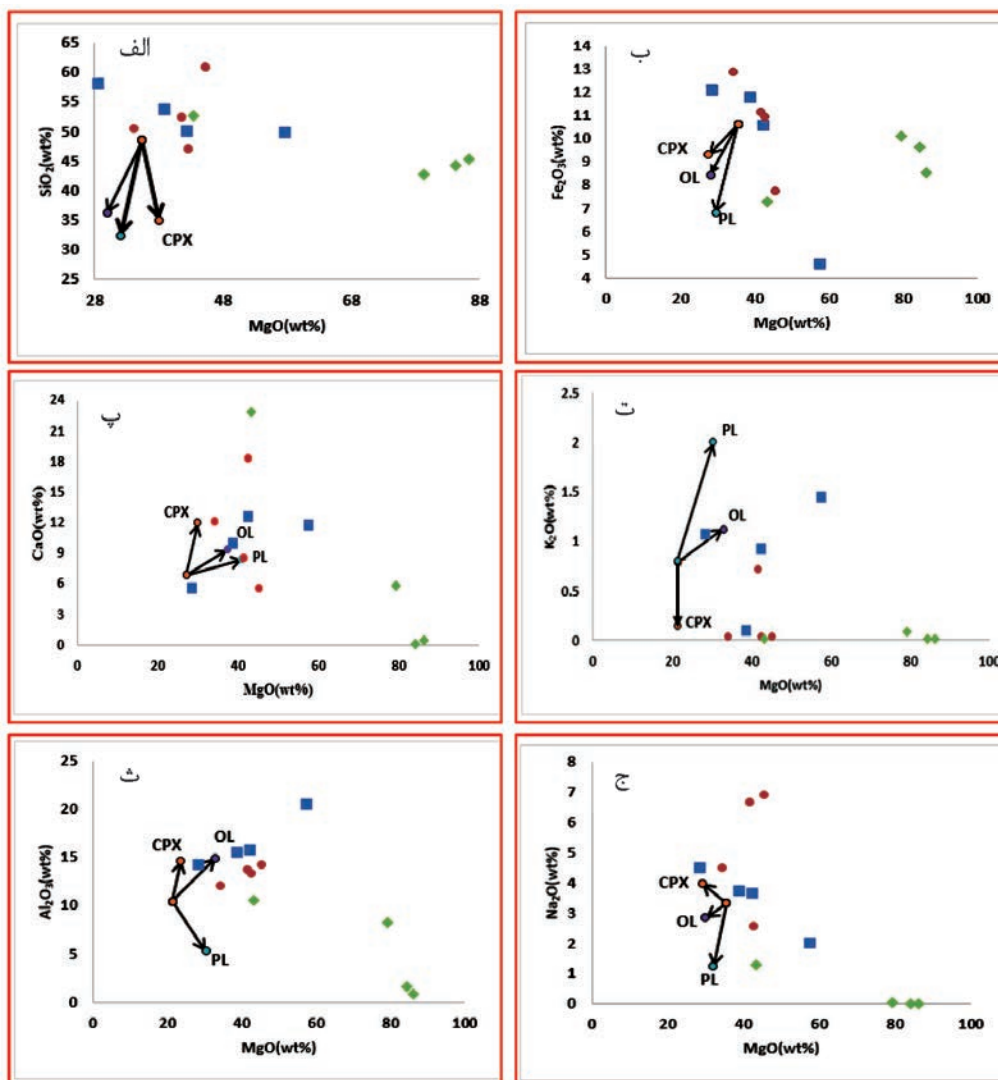 الف
65
60
55
50
45
40
35
30
25
SiO₂(wt%)
CPX
28 48 68 88
MgO(wt%)
ب
14
13
12
11
10
9
8
7
6
5
4
Fe₂O₃(wt%)
CPX
OL
PL
0 20 40 60 80 100
MgO(wt%)
پ
24
21
18
15
12
9
6
3
0
CaO(wt%)
CPX
OL
PL
0 20 40 60 80 100
MgO(wt%)
ت
2.5
2
1.5
1
0.5
0
K₂O(wt%)
PL
OL
CPX
0 20 40 60 80 100
MgO(wt%)
ث
25
20
15
10
5
0
Al₂O₃(wt%)
CPX
OL
PL
0 20 40 60 80 100
MgO(wt%)
ج
8
7
6
5
4
3
2
1
0
Na₂O(wt%)
CPX
OL
PL
0 20 40 60 80 100
MgO(wt%)